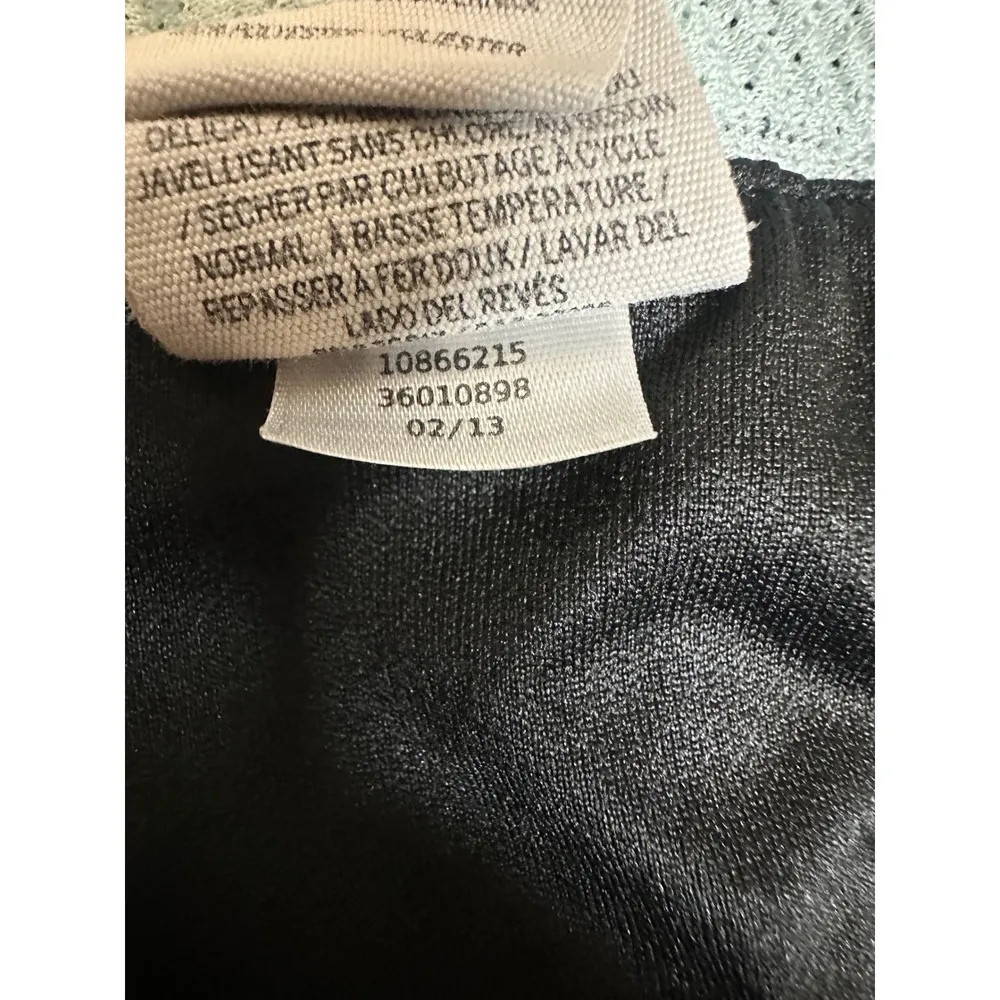 DÉLICAT /
JAVELLISANT SANS CHLORE, AU BESOIN
/ SÉCHER PAR CULBUTAGE À CYCLE
NORMAL, À BASSE TEMPÉRATURE /
REPASSER À FER DOUX / LAVAR DEL
LADO DEL REVÉS
10866215
36010898
02/13